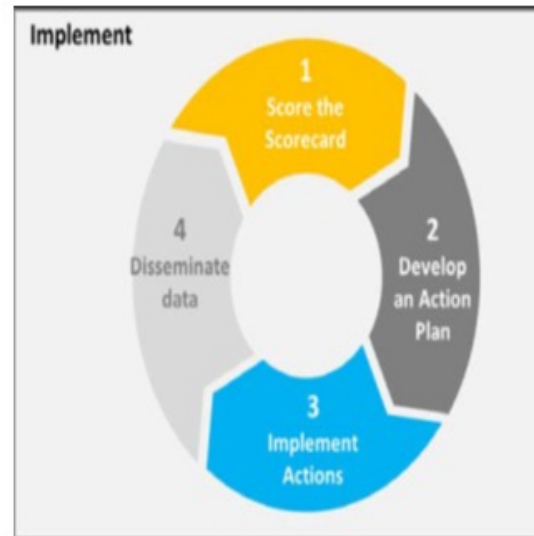 Implement
1
Score the
Scorecard
2
Develop
an Action
Plan
3
Implement
Actions
4
Disseminate
data